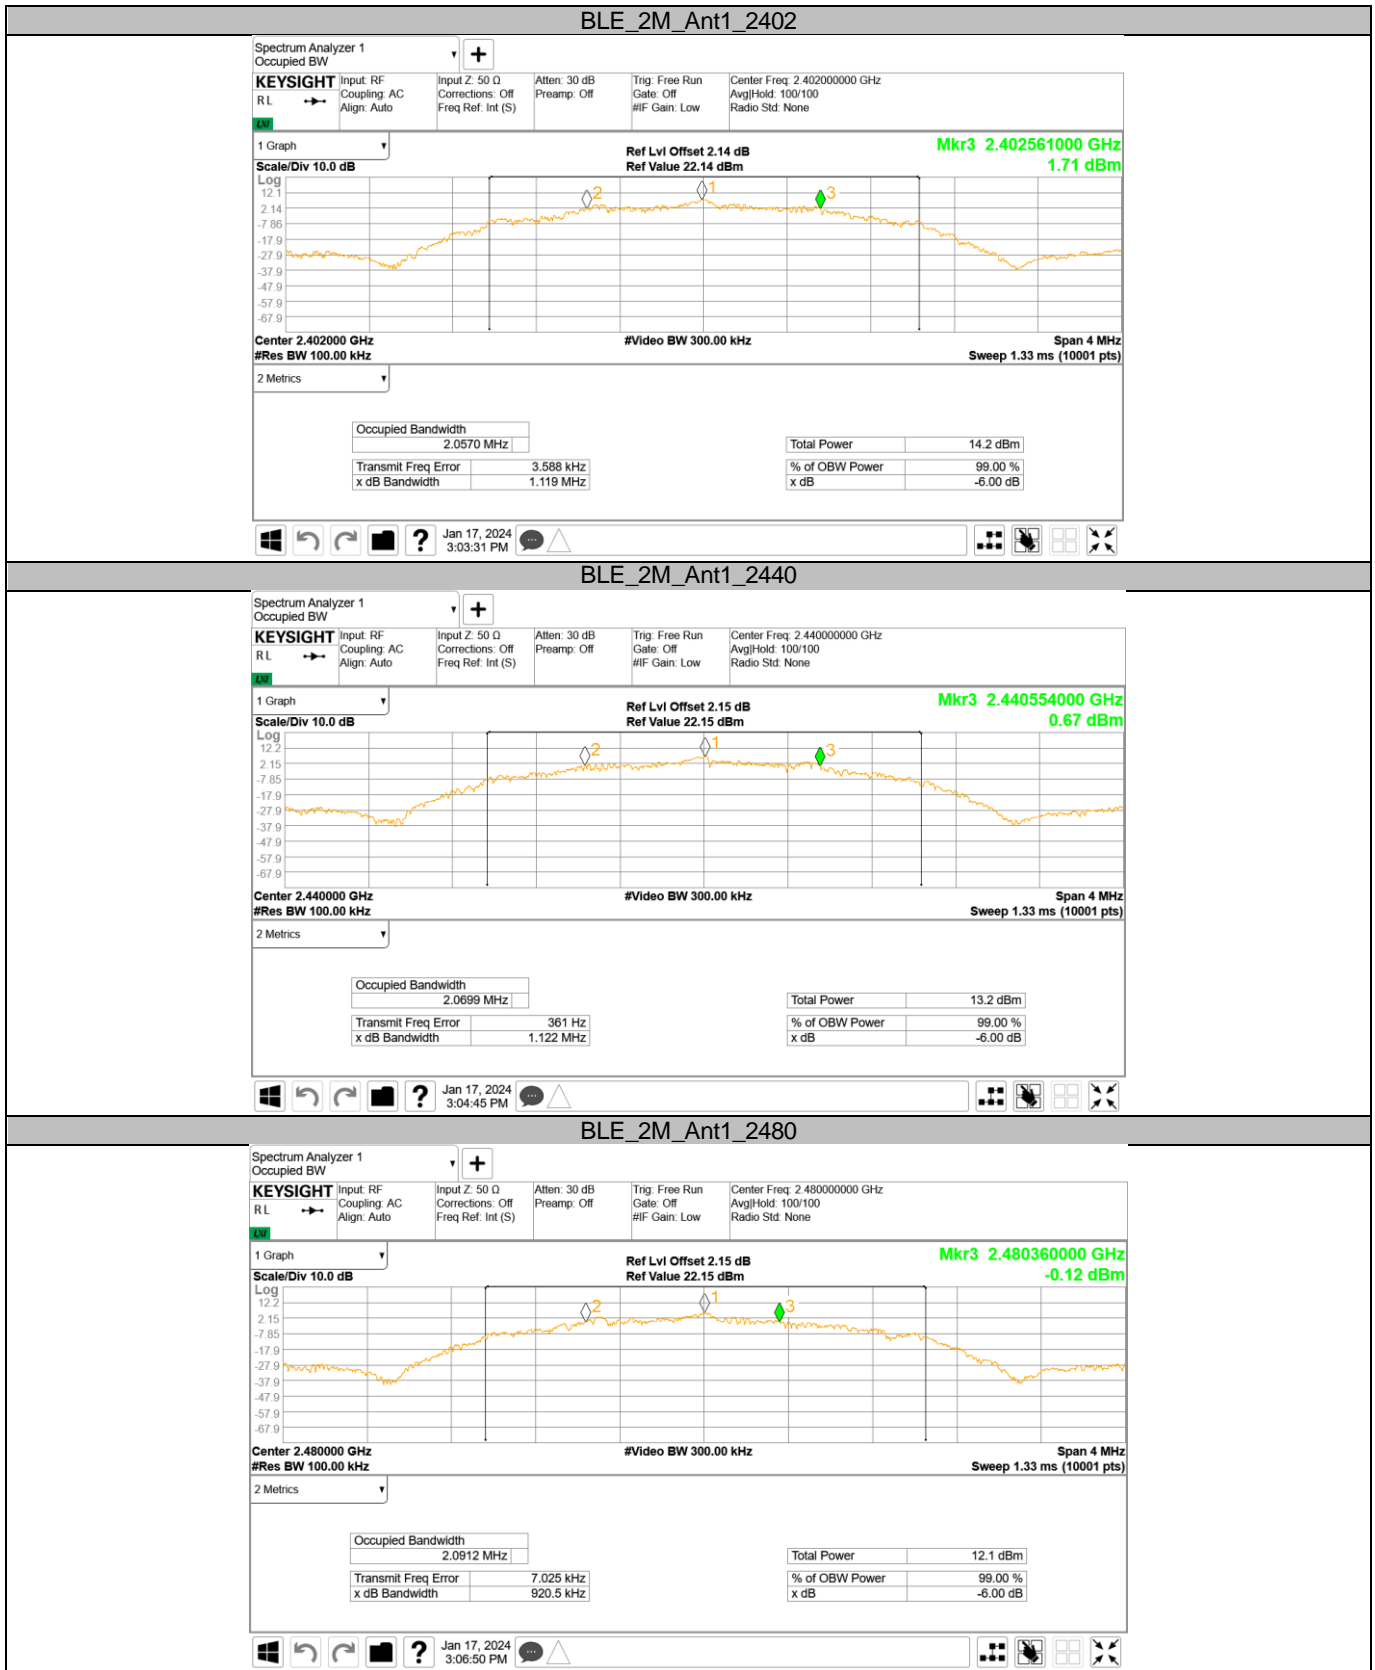 BLE_2M_Ant1_2402
Spectrum Analyzer 1
Occupied BW
KEYSIGHT
R L
LXI
Input: RF
Coupling: AC
Align: Auto
Input Z: 50 Ω
Corrections: Off
Freq Ref: Int (S)
Atten: 30 dB
Preamp: Off
Trig: Free Run
Gate: Off
#IF Gain: Low
Center Freq: 2.402000000 GHz
Avg|Hold: 100/100
Radio Std: None
1 Graph
Scale/Div 10.0 dB
Ref Lvl Offset 2.14 dB
Ref Value 22.14 dBm
Mkr3 2.402561000 GHz
1.71 dBm
Log
12.1
2.14
-7.86
-17.9
-27.9
-37.9
-47.9
-57.9
-67.9
2
1
3
Center 2.402000 GHz
#Res BW 100.00 kHz
#Video BW 300.00 kHz
Span 4 MHz
Sweep 1.33 ms (10001 pts)
2 Metrics
Occupied Bandwidth
2.0570 MHz
Transmit Freq Error 3.588 kHz
x dB Bandwidth 1.119 MHz
Total Power 14.2 dBm
% of OBW Power 99.00 %
x dB -6.00 dB
?
Jan 17, 2024
3:03:31 PM
BLE_2M_Ant1_2440
Spectrum Analyzer 1
Occupied BW
KEYSIGHT
R L
LXI
Input: RF
Coupling: AC
Align: Auto
Input Z: 50 Ω
Corrections: Off
Freq Ref: Int (S)
Atten: 30 dB
Preamp: Off
Trig: Free Run
Gate: Off
#IF Gain: Low
Center Freq: 2.440000000 GHz
Avg|Hold: 100/100
Radio Std: None
1 Graph
Scale/Div 10.0 dB
Ref Lvl Offset 2.15 dB
Ref Value 22.15 dBm
Mkr3 2.440554000 GHz
0.67 dBm
Log
12.2
2.15
-7.85
-17.9
-27.9
-37.9
-47.9
-57.9
-67.9
2
1
3
Center 2.440000 GHz
#Res BW 100.00 kHz
#Video BW 300.00 kHz
Span 4 MHz
Sweep 1.33 ms (10001 pts)
2 Metrics
Occupied Bandwidth
2.0699 MHz
Transmit Freq Error 361 Hz
x dB Bandwidth 1.122 MHz
Total Power 13.2 dBm
% of OBW Power 99.00 %
x dB -6.00 dB
?
Jan 17, 2024
3:04:45 PM
BLE_2M_Ant1_2480
Spectrum Analyzer 1
Occupied BW
KEYSIGHT
R L
LXI
Input: RF
Coupling: AC
Align: Auto
Input Z: 50 Ω
Corrections: Off
Freq Ref: Int (S)
Atten: 30 dB
Preamp: Off
Trig: Free Run
Gate: Off
#IF Gain: Low
Center Freq: 2.480000000 GHz
Avg|Hold: 100/100
Radio Std: None
1 Graph
Scale/Div 10.0 dB
Ref Lvl Offset 2.15 dB
Ref Value 22.15 dBm
Mkr3 2.480360000 GHz
-0.12 dBm
Log
12.2
2.15
-7.85
-17.9
-27.9
-37.9
-47.9
-57.9
-67.9
2
1
3
Center 2.480000 GHz
#Res BW 100.00 kHz
#Video BW 300.00 kHz
Span 4 MHz
Sweep 1.33 ms (10001 pts)
2 Metrics
Occupied Bandwidth
2.0912 MHz
Transmit Freq Error 7.025 kHz
x dB Bandwidth 920.5 kHz
Total Power 12.1 dBm
% of OBW Power 99.00 %
x dB -6.00 dB
?
Jan 17, 2024
3:06:50 PM